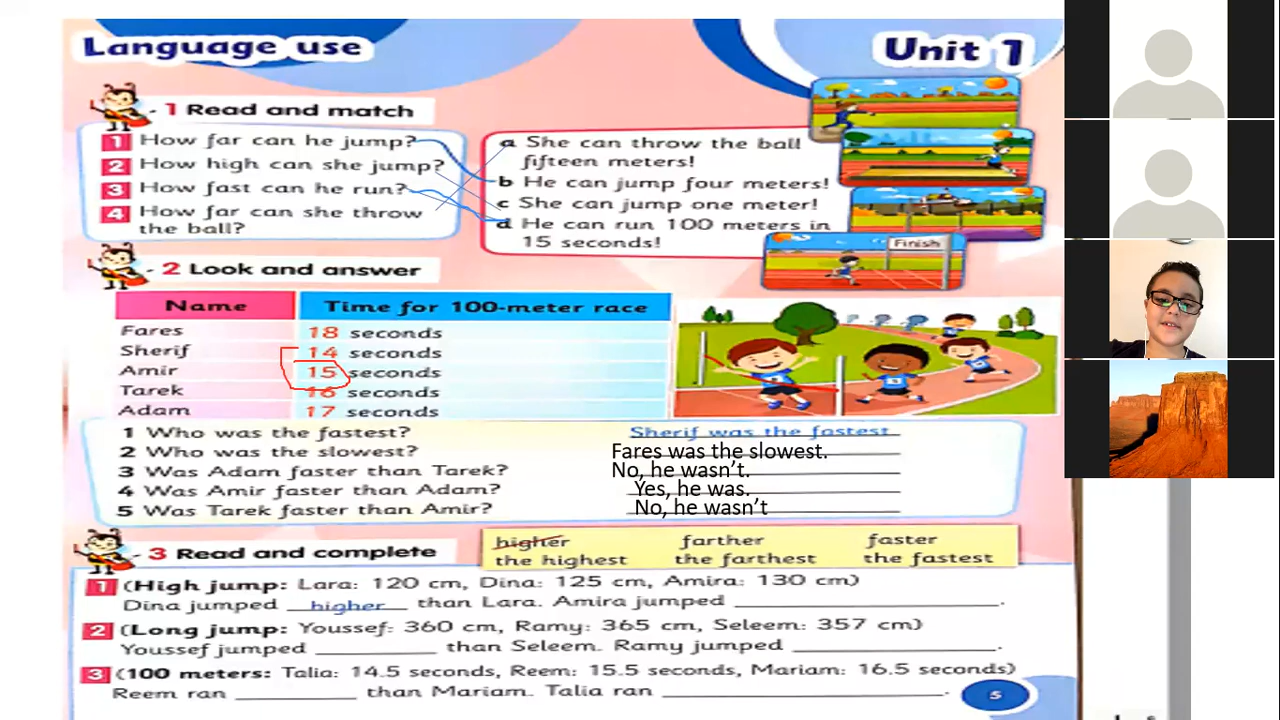 Language use
Unit 1
1 Read and match
1 How far can he jump?
2 How high can she jump?
3 How fast can he run?
4 How far can she throw
the ball?
a She can throw the ball
fifteen meters!
b He can jump four meters!
c She can jump one meter!
d He can run 100 meters in
15 seconds!
Finish
2 Look and answer
Name Time for 100-meter race
Fares 18 seconds
Sherif 14 seconds
Amir 15 seconds
Tarek 16 seconds
Adam 17 seconds
1 Who was the fastest? Sherif was the fastest
2 Who was the slowest? Fares was the slowest.
3 Was Adam faster than Tarek? No, he wasn't.
4 Was Amir faster than Adam? Yes, he was.
5 Was Tarek faster than Amir? No, he wasn't
3 Read and complete
higher farther faster
the highest the farthest the fastest
1 (High jump: Lara: 120 cm, Dina: 125 cm, Amira: 130 cm)
Dina jumped higher than Lara. Amira jumped ____________.
2 (Long jump: Youssef: 360 cm, Ramy: 365 cm, Seleem: 357 cm)
Youssef jumped ________ than Seleem. Ramy jumped ____________.
3 (100 meters: Talia: 14.5 seconds, Reem: 15.5 seconds, Mariam: 16.5 seconds)
Reem ran ________ than Mariam. Talia ran ____________.
5